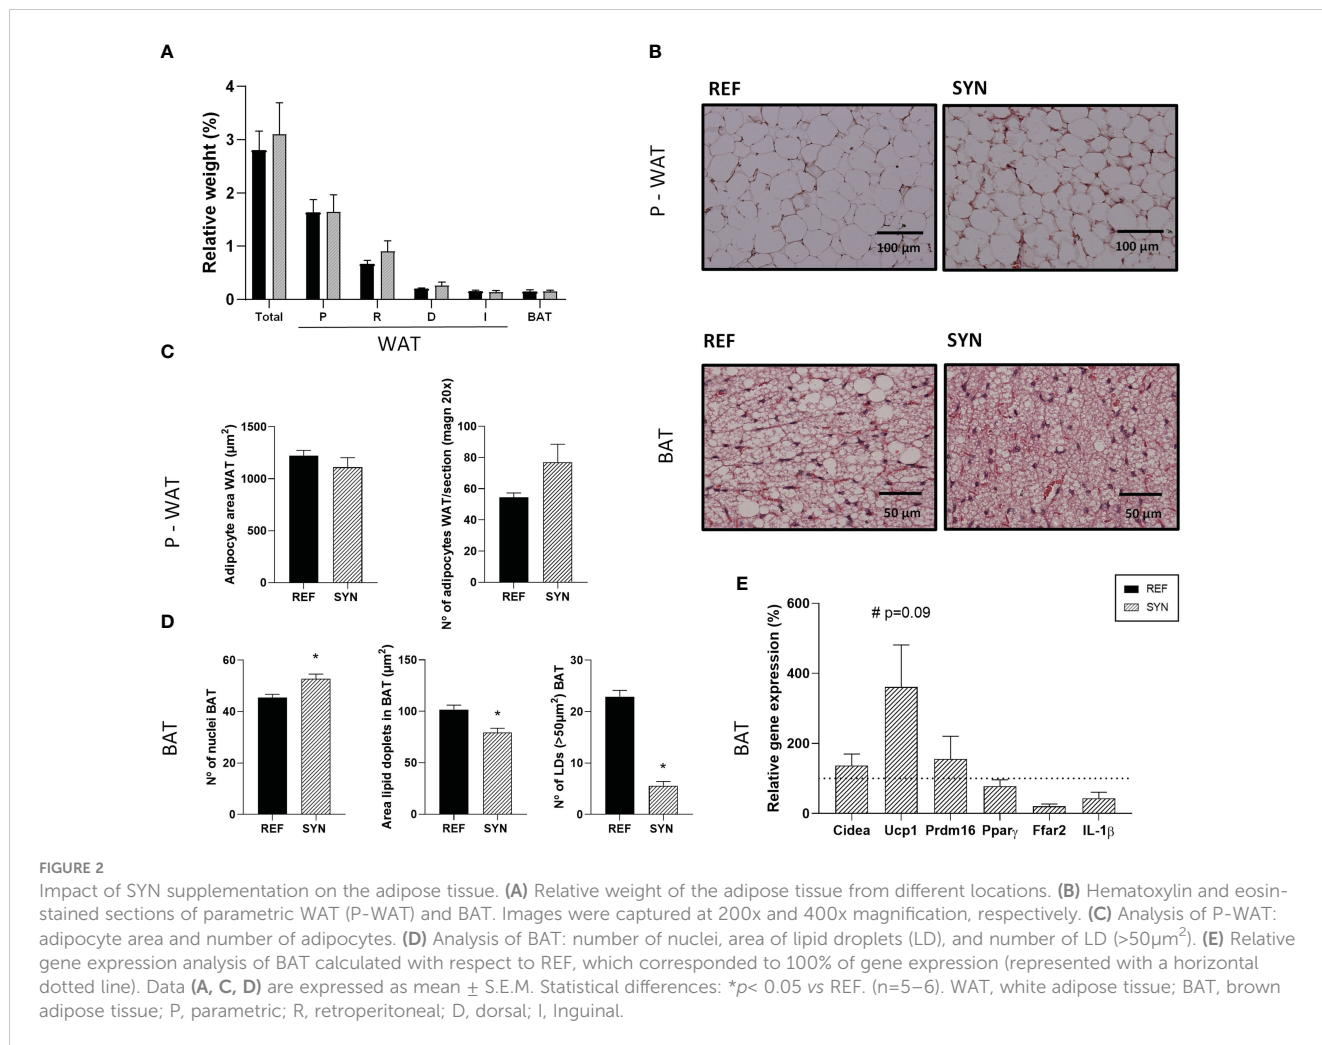 A
Relative weight (%)
4
3
2
1
0
Total P R D I BAT
WAT
B
REF SYN
P - WAT
100 µm 100 µm
REF SYN
BAT
50 µm 50 µm
C
P - WAT
Adipocyte area WAT (µm²)
1500
1000
500
0
REF SYN
Nº of adipocytes WAT/section (magn 20x)
100
80
60
40
20
0
REF SYN
D
BAT
Nº of nuclei BAT
60
40
20
0
*
REF SYN
Area lipid doplets in BAT (µm²)
150
100
50
0
*
REF SYN
Nº of LDs (>50µm²) BAT
30
20
10
0
*
REF SYN
E
REF
SYN
BAT
Relative gene expression (%)
600
400
200
0
# p=0.09
Cidea Ucp1 Prdm16 Pparγ Ffar2 IL-1β
FIGURE 2
Impact of SYN supplementation on the adipose tissue. (A) Relative weight of the adipose tissue from different locations. (B) Hematoxylin and eosin-
stained sections of parametric WAT (P-WAT) and BAT. Images were captured at 200x and 400x magnification, respectively. (C) Analysis of P-WAT:
adipocyte area and number of adipocytes. (D) Analysis of BAT: number of nuclei, area of lipid droplets (LD), and number of LD (>50µm²). (E) Relative
gene expression analysis of BAT calculated with respect to REF, which corresponded to 100% of gene expression (represented with a horizontal
dotted line). Data (A, C, D) are expressed as mean ± S.E.M. Statistical differences: *p< 0.05 vs REF. (n=5–6). WAT, white adipose tissue; BAT, brown
adipose tissue; P, parametric; R, retroperitoneal; D, dorsal; I, Inguinal.